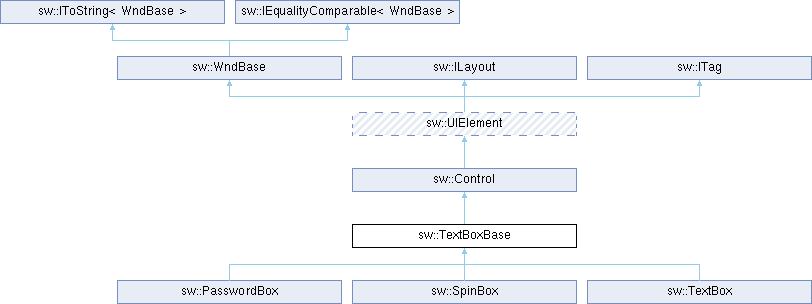 sw::IToString< WndBase >
sw::IEqualityComparable< WndBase >
sw::WndBase
sw::ILayout
sw::ITag
sw::UIElement
sw::Control
sw::TextBoxBase
sw::PasswordBox
sw::SpinBox
sw::TextBox